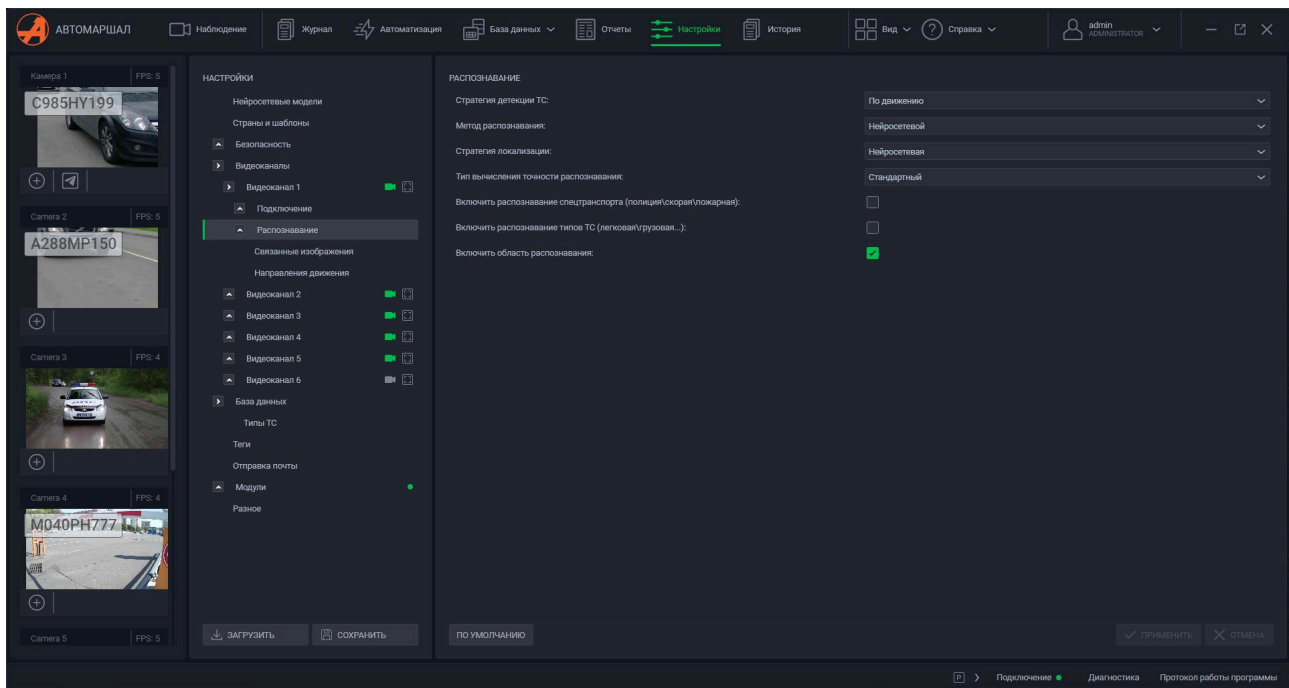 АВТОМАРШАЛ Наблюдение Журнал Автоматизация База данных Отчеты Настройки История Вид ? Справка admin
ADMINISTRATOR
Камера 1 FPS: 5
C985HY199
Camera 2 FPS: 5
A288MP150
Camera 3 FPS: 4
Camera 4 FPS: 4
M040PH777
Camera 5 FPS: 5
НАСТРОЙКИ
Нейросетевые модели
Страны и шаблоны
Безопасность
Видеоканалы
Видеоканал 1
Подключение
Распознавание
Связанные изображения
Направления движения
Видеоканал 2
Видеоканал 3
Видеоканал 4
Видеоканал 5
Видеоканал 6
База данных
Типы ТС
Теги
Отправка почты
Модули
Разное
ЗАГРУЗИТЬ СОХРАНИТЬ
РАСПОЗНАВАНИЕ
Стратегия детекции ТС: По движению
Метод распознавания: Нейросетевой
Стратегия локализации: Нейросетевая
Тип вычисления точности распознавания: Стандартный
Включить распознавание спецтранспорта (полиция\скорая\пожарная):
Включить распознавание типов ТС (легковая\грузовая...):
Включить область распознавания:
ПО УМОЛЧАНИЮ ПРИМЕНИТЬ ОТМЕНА
P Подключение Диагностика Протокол работы программы